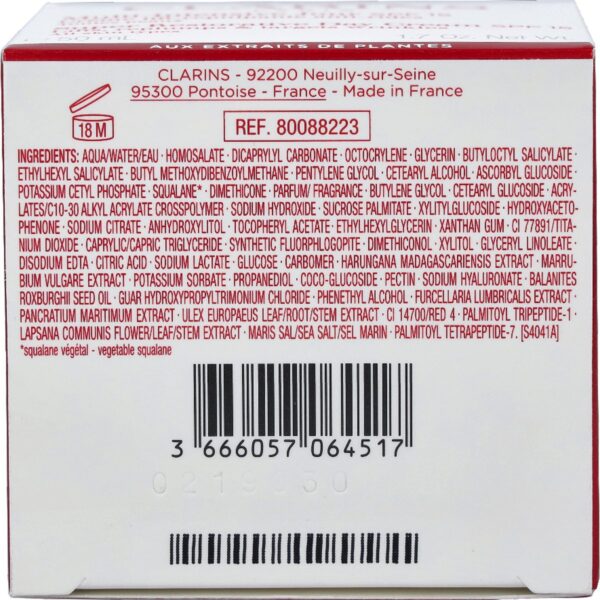 50 mL 1.7 Oz. Net Wt.
AUX EXTRAITS DE PLANTES
CLARINS - 92200 Neuilly-sur-Seine
95300 Pontoise - France - Made in France
18 M
REF. 80088223
INGREDIENTS: AQUA/WATER/EAU • HOMOSALATE • DICAPRYLYL CARBONATE • OCTOCRYLENE • GLYCERIN • BUTYLOCTYL SALICYLATE •
ETHYLHEXYL SALICYLATE • BUTYL METHOXYDIBENZOYLMETHANE • PENTYLENE GLYCOL • CETEARYL ALCOHOL • ASCORBYL GLUCOSIDE •
POTASSIUM CETYL PHOSPHATE • SQUALANE* • DIMETHICONE • PARFUM/ FRAGRANCE • BUTYLENE GLYCOL • CETEARYL GLUCOSIDE • ACRY-
LATES/C10-30 ALKYL ACRYLATE CROSSPOLYMER • SODIUM HYDROXIDE • SUCROSE PALMITATE • XYLITYLGLUCOSIDE • HYDROXYACETO-
PHENONE • SODIUM CITRATE • ANHYDROXYLITOL • TOCOPHERYL ACETATE • ETHYLHEXYLGLYCERIN • XANTHAN GUM • CI 77891/TITA-
NIUM DIOXIDE • CAPRYLIC/CAPRIC TRIGLYCERIDE • SYNTHETIC FLUORPHLOGOPITE • DIMETHICONOL • XYLITOL • GLYCERYL LINOLEATE •
DISODIUM EDTA • CITRIC ACID • SODIUM LACTATE • GLUCOSE • CARBOMER • HARUNGANA MADAGASCARIENSIS EXTRACT • MARRU-
BIUM VULGARE EXTRACT • POTASSIUM SORBATE • PROPANEDIOL • COCO-GLUCOSIDE • PECTIN • SODIUM HYALURONATE • BALANITES
ROXBURGHII SEED OIL • GUAR HYDROXYPROPYLTRIMONIUM CHLORIDE • PHENETHYL ALCOHOL • FURCELLARIA LUMBRICALIS EXTRACT •
PANCRATIUM MARITIMUM EXTRACT • ULEX EUROPAEUS LEAF/ROOT/STEM EXTRACT • CI 14700/RED 4 • PALMITOYL TRIPEPTIDE-1 •
LAPSANA COMMUNIS FLOWER/LEAF/STEM EXTRACT • MARIS SAL/SEA SALT/SEL MARIN • PALMITOYL TETRAPEPTIDE-7. [S4041A]
*squalane végétal - vegetable squalane
3 666057 064517